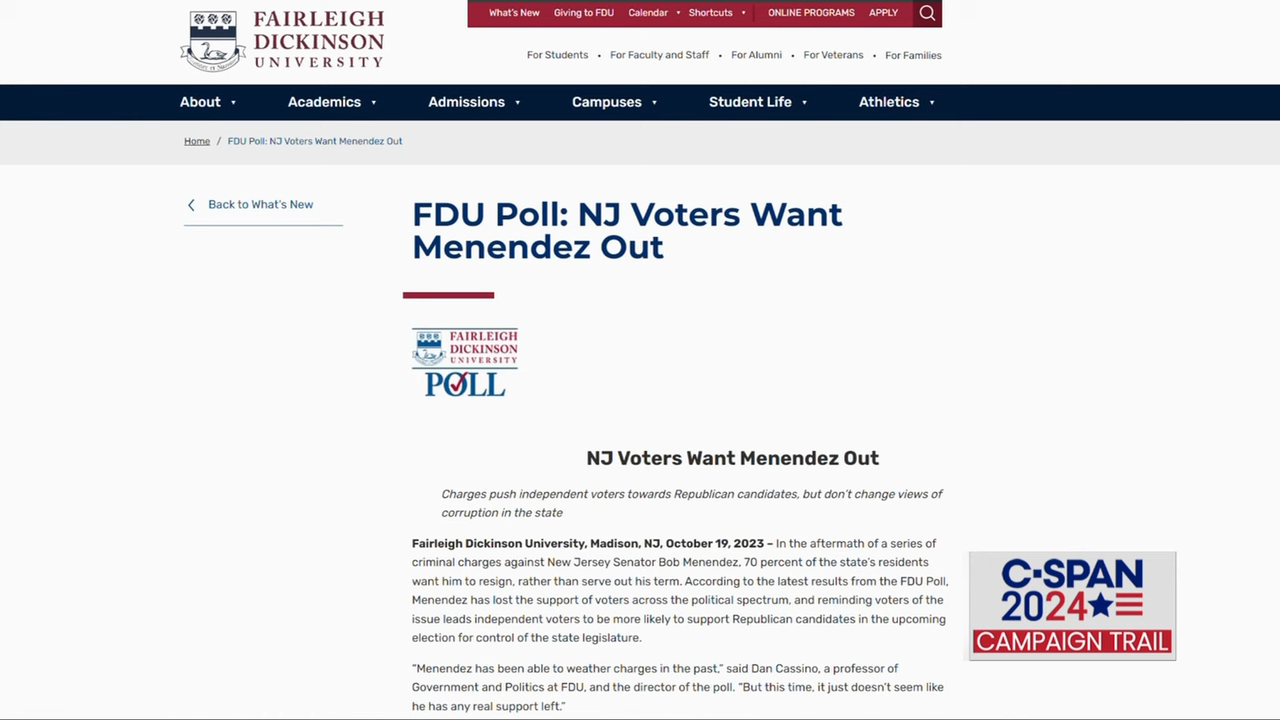 FAIRLEIGH
DICKINSON
UNIVERSITY
What's New Giving to FDU Calendar ▾ Shortcuts ▾ ONLINE PROGRAMS APPLY
For Students • For Faculty and Staff • For Alumni • For Veterans • For Families
About ▾ Academics ▾ Admissions ▾ Campuses ▾ Student Life ▾ Athletics ▾
Home / FDU Poll: NJ Voters Want Menendez Out
Back to What's New
FDU Poll: NJ Voters Want
Menendez Out
FAIRLEIGH
DICKINSON
UNIVERSITY
POLL
NJ Voters Want Menendez Out
Charges push independent voters towards Republican candidates, but don't change views of
corruption in the state
Fairleigh Dickinson University, Madison, NJ, October 19, 2023 – In the aftermath of a series of
criminal charges against New Jersey Senator Bob Menendez, 70 percent of the state's residents
want him to resign, rather than serve out his term. According to the latest results from the FDU Poll,
Menendez has lost the support of voters across the political spectrum, and reminding voters of the
issue leads independent voters to be more likely to support Republican candidates in the upcoming
election for control of the state legislature.
"Menendez has been able to weather charges in the past," said Dan Cassino, a professor of
Government and Politics at FDU, and the director of the poll. "But this time, it just doesn't seem like
he has any real support left."
C-SPAN
2024
CAMPAIGN TRAIL